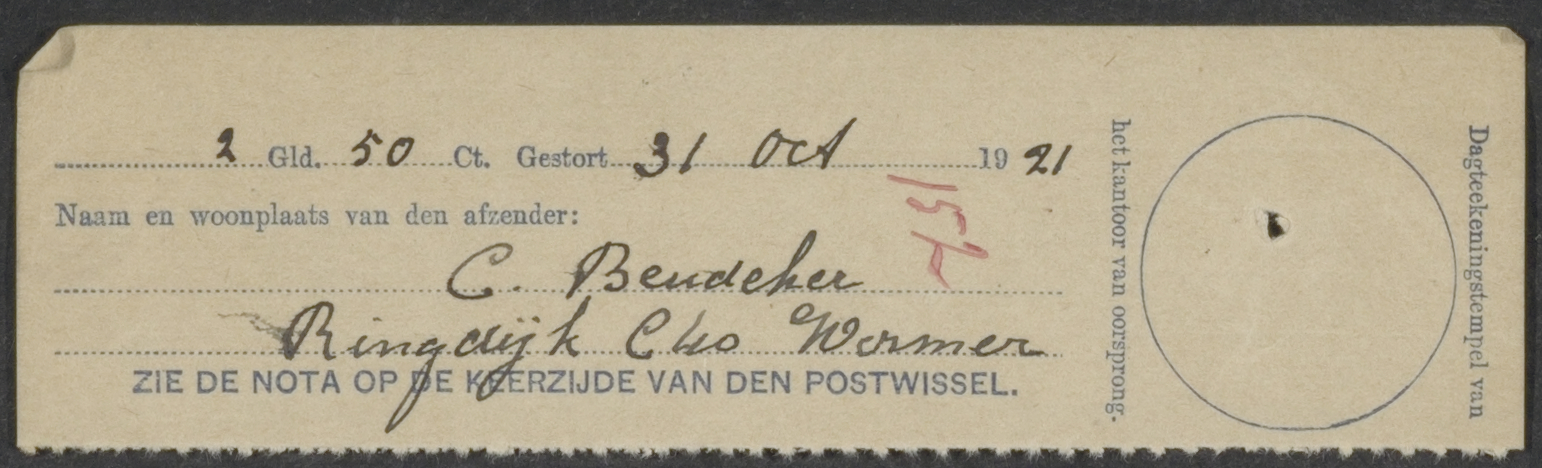 2 Gld. 50 Ct. Gestort 31 Oct 1921
Naam en woonplaats van den afzender:
C. Beudeker
Ringdijk C 40 Wormer
ZIE DE NOTA OP DE KEERZIJDE VAN DEN POSTWISSEL.
Dagteekeningstempel van
het kantoor van oorsprong.